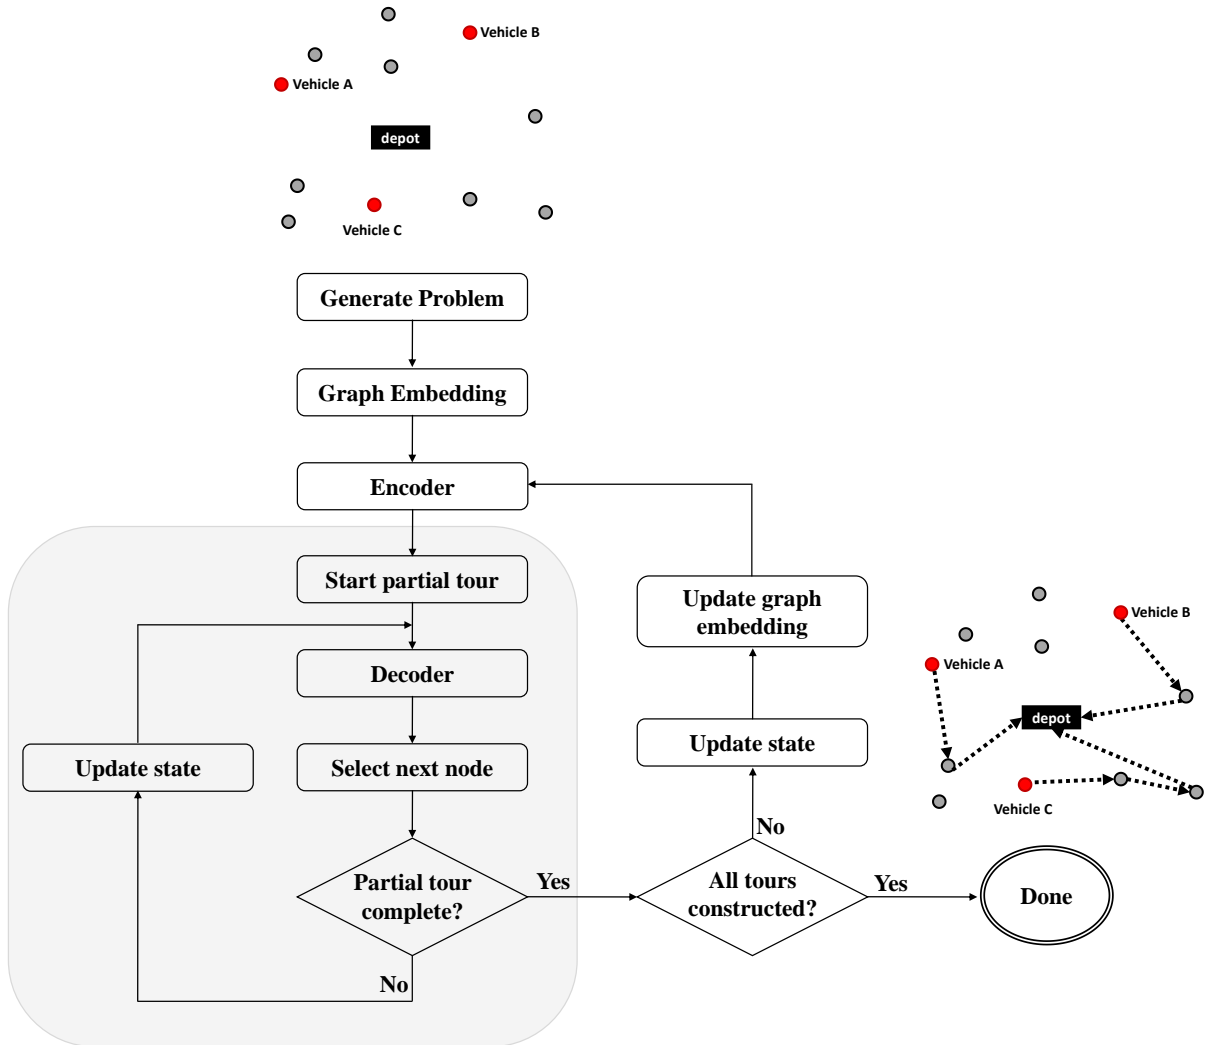 Vehicle B
Vehicle A
depot
Vehicle C
Generate Problem
Graph Embedding
Encoder
Start partial tour
Decoder
Update state
Select next node
Partial tour
complete?
Yes
No
Update graph
embedding
Update state
No
All tours
constructed?
Yes
Done
Vehicle B
Vehicle A
depot
Vehicle C